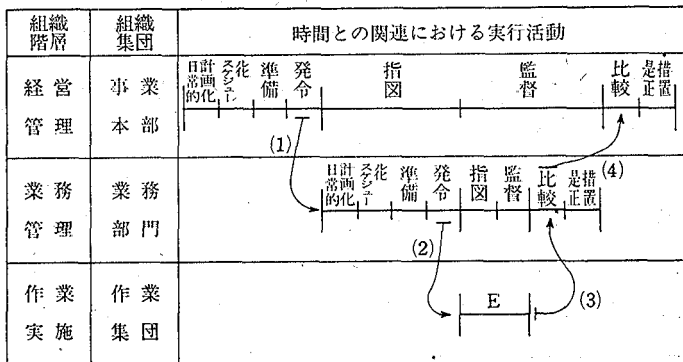 組織階層 組織集団 時間との関連における実行活動
経営管理 事業本部 日常的計画化 スケジュー化 準備 発令 指図 監督 比較 是正措置
(1)
(4)
業務管理 業務部門 日常的計画化 スケジュー化 準備 発令 指図 監督 比較 是正措置
(2)
(3)
作業実施 作業集団 E